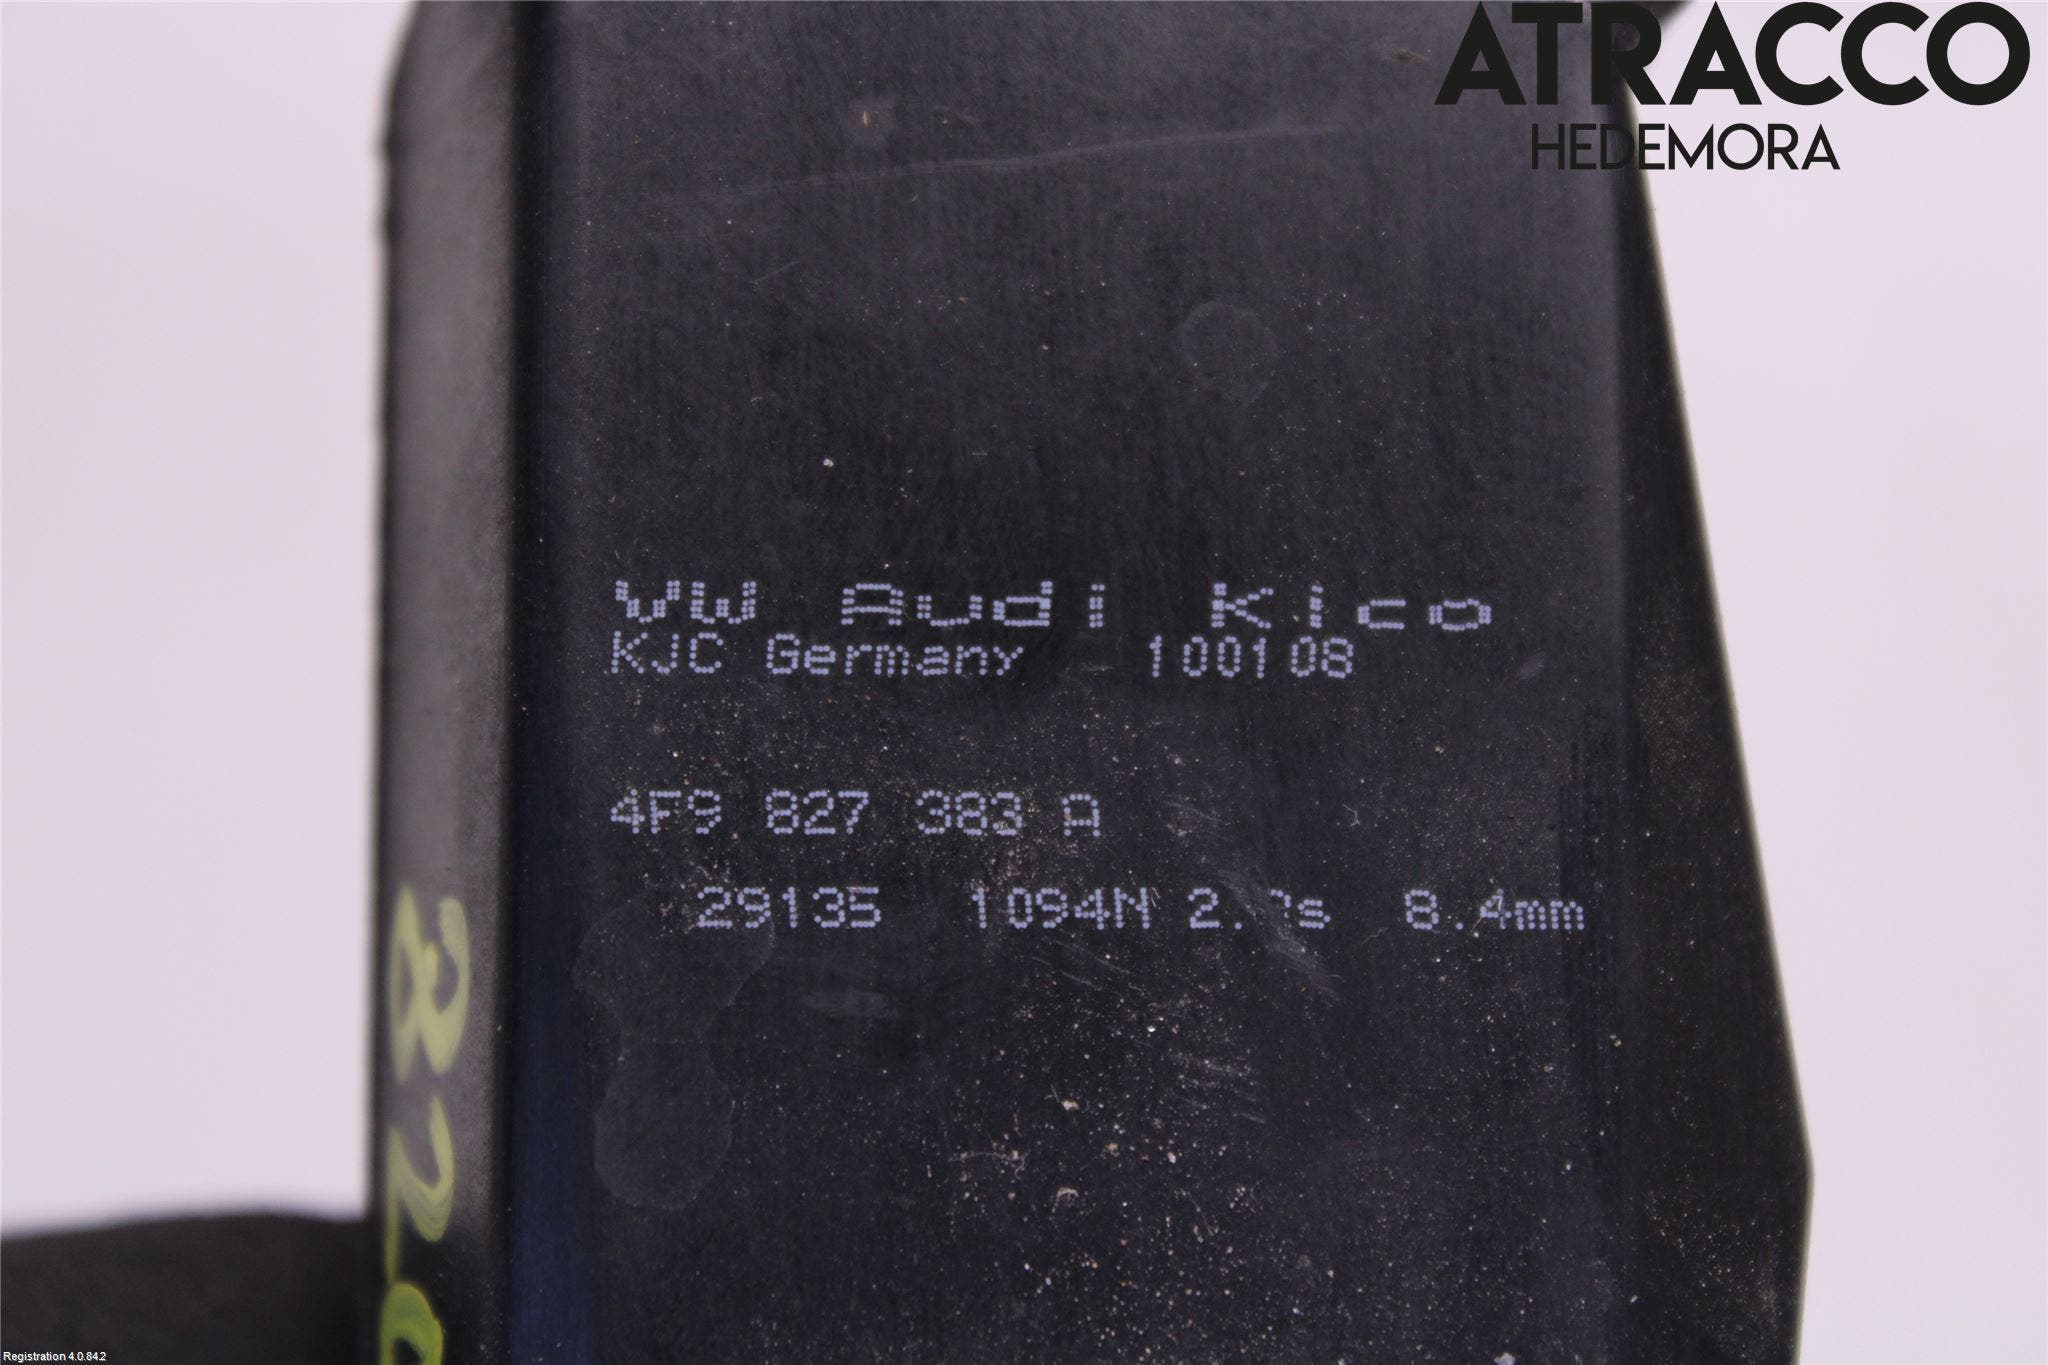 ATRACCO
HEDEMORA
VW Audi Kico
KJC Germany 100108
4F9 827 383 A
29135 1094N 8.4mm
Registration 4.0.84.2